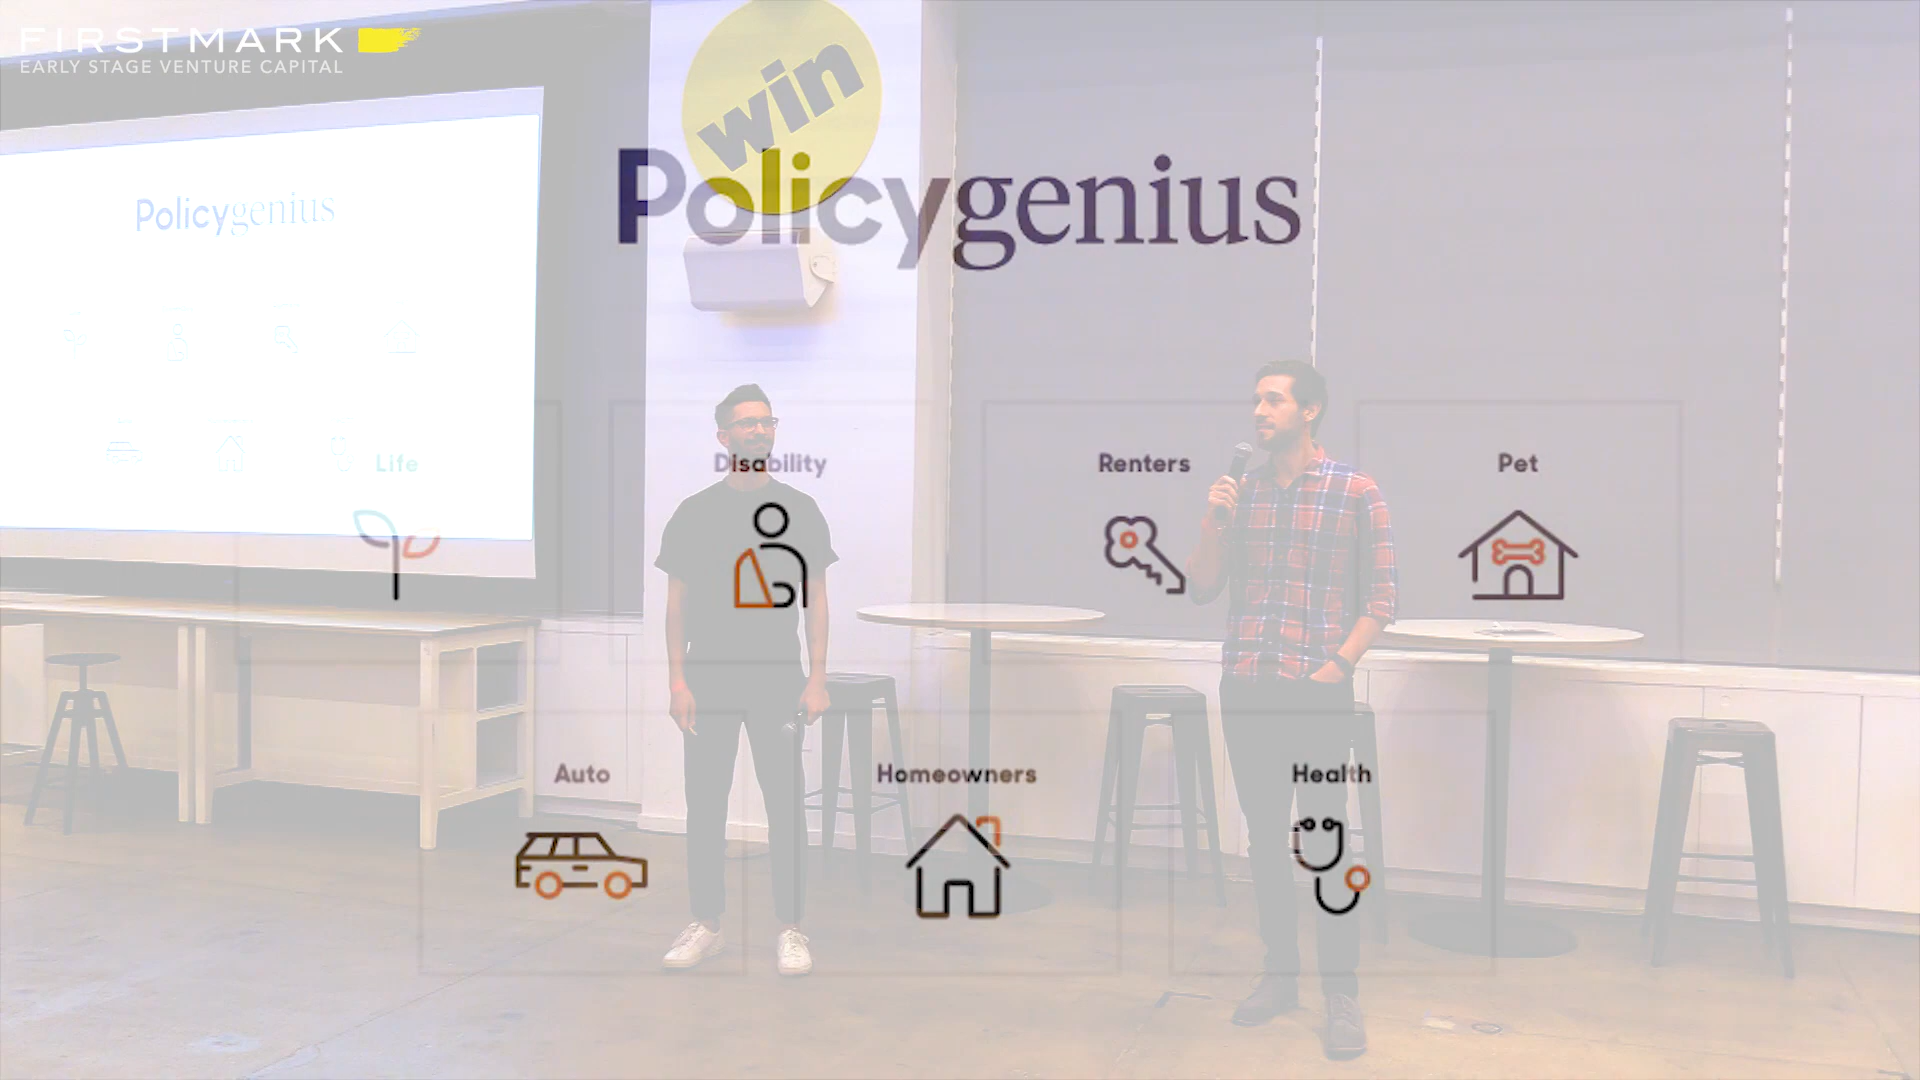 FIRSTMARK
EARLY STAGE VENTURE CAPITAL
win
Policygenius
Policygenius
Life
Disability
Renters
Pet
Auto
Homeowners
Health